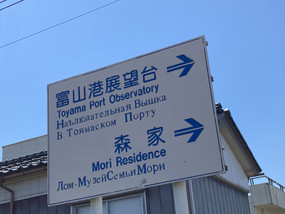 富山港展望台
Toyama Port Observatory
Наблюдательная Вышка
В Тоямаском Порту
森家
Mori Residence
Дом-МузейСемьиМори